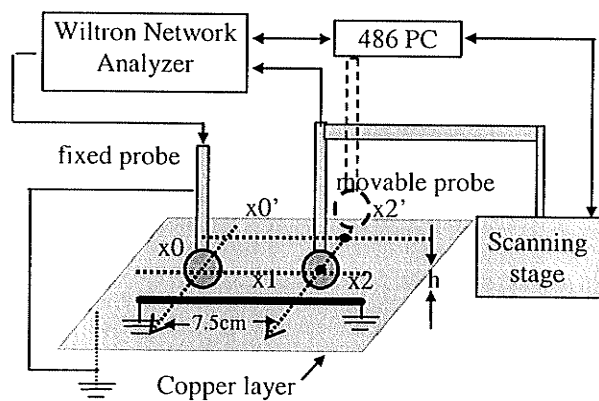 Wiltron Network
Analyzer
486 PC
fixed probe
movable probe
x0'
x2'
x0
x1
x2
h
Scanning
stage
7.5cm
Copper layer